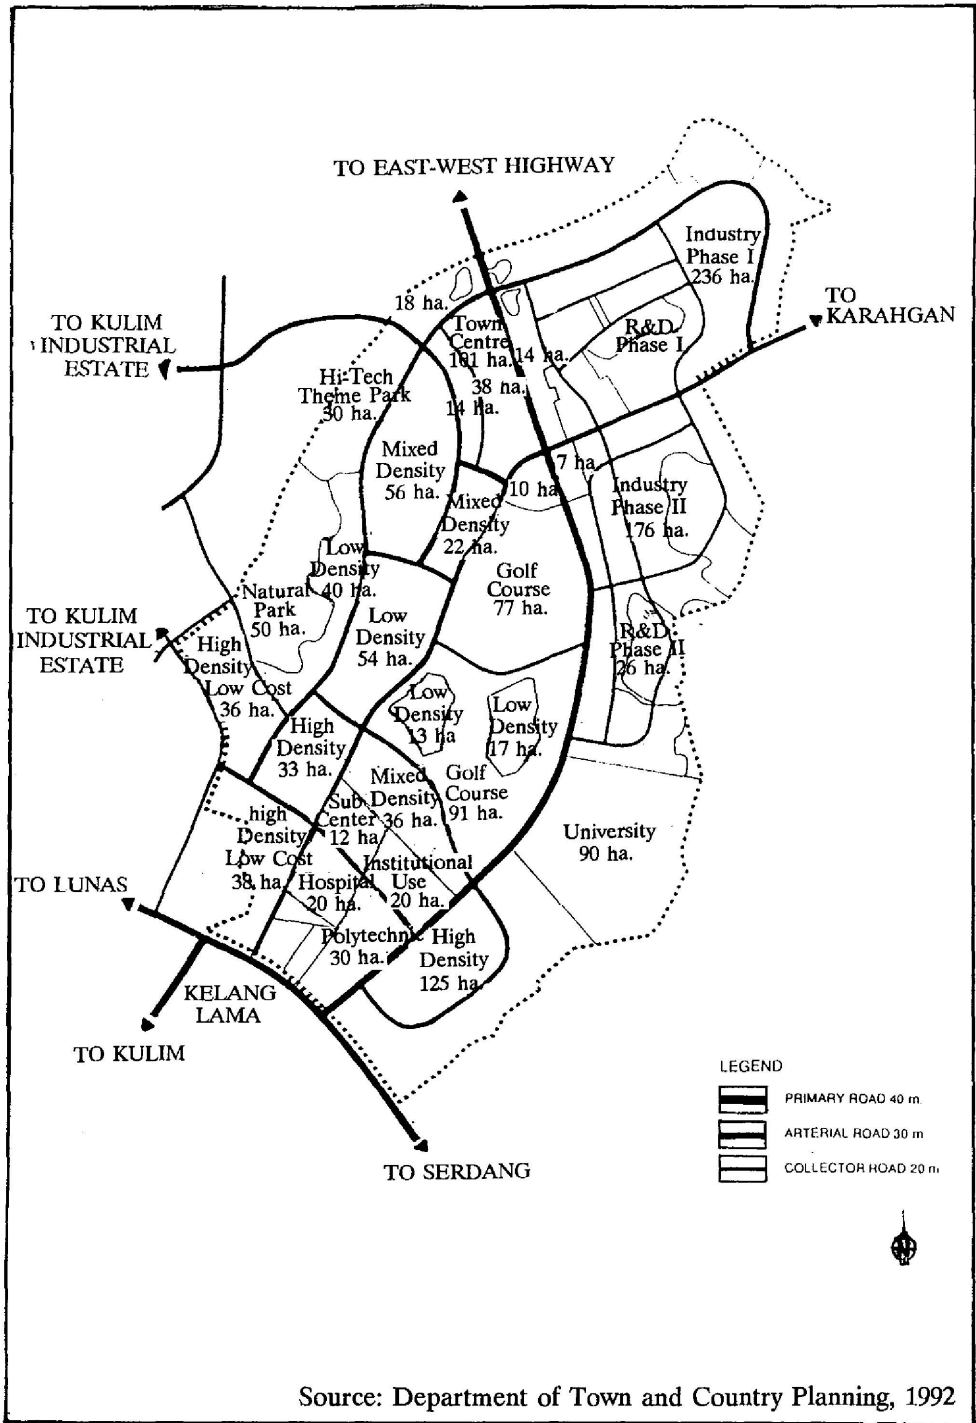 TO EAST-WEST HIGHWAY
Industry
Phase I
236 ha.
TO
KARAHGAN
18 ha.
TO KULIM
INDUSTRIAL
ESTATE
Town
Centre
101 ha.
14 ha.
R&D
Phase I
38 ha.
14 ha.
Hi-Tech
Theme Park
30 ha.
Mixed
Density
56 ha.
7 ha
10 ha
Industry
Phase II
176 ha.
Mixed
Density
22 ha.
Low
Density
40 ha.
Golf
Course
77 ha.
Natural
Park
50 ha.
Low
Density
54 ha.
TO KULIM
INDUSTRIAL
ESTATE
High
Density
Low Cost
36 ha.
R&D
Phase II
26 ha.
Low
Density
13 ha
Low
Density
17 ha.
High
Density
33 ha.
Mixed
Density
36 ha.
Golf
Course
91 ha.
Sub
Center
12 ha
high
Density
Low Cost
38 ha.
University
90 ha.
Institutional
Use
20 ha.
Hospital
20 ha.
TO LUNAS
Polytechnic
30 ha.
High
Density
125 ha.
KELANG
LAMA
TO KULIM
TO SERDANG
LEGEND
PRIMARY ROAD 40 m
ARTERIAL ROAD 30 m
COLLECTOR ROAD 20 m
N
Source: Department of Town and Country Planning, 1992